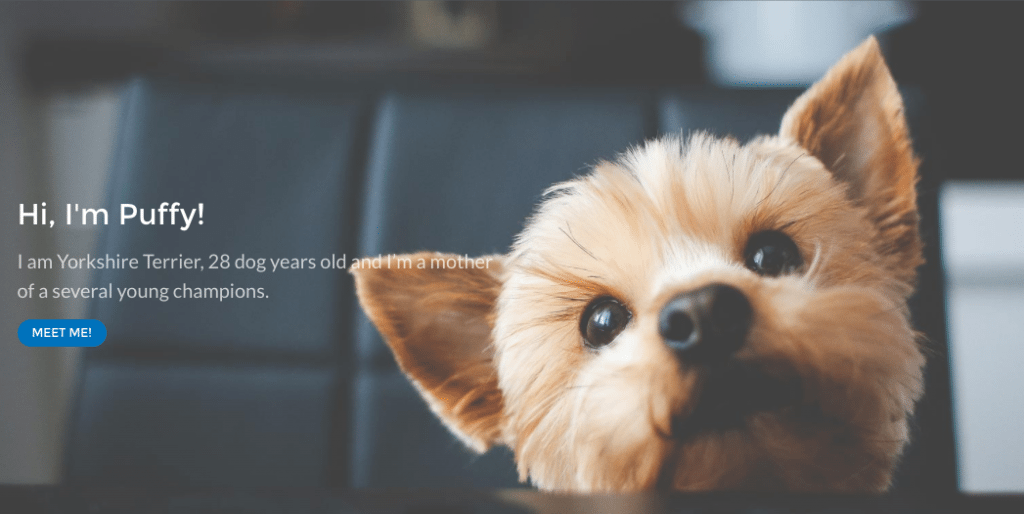 Hi, I'm Puffy!
I am Yorkshire Terrier, 28 dog years old and I'm a mother
of a several young champions.
MEET ME!